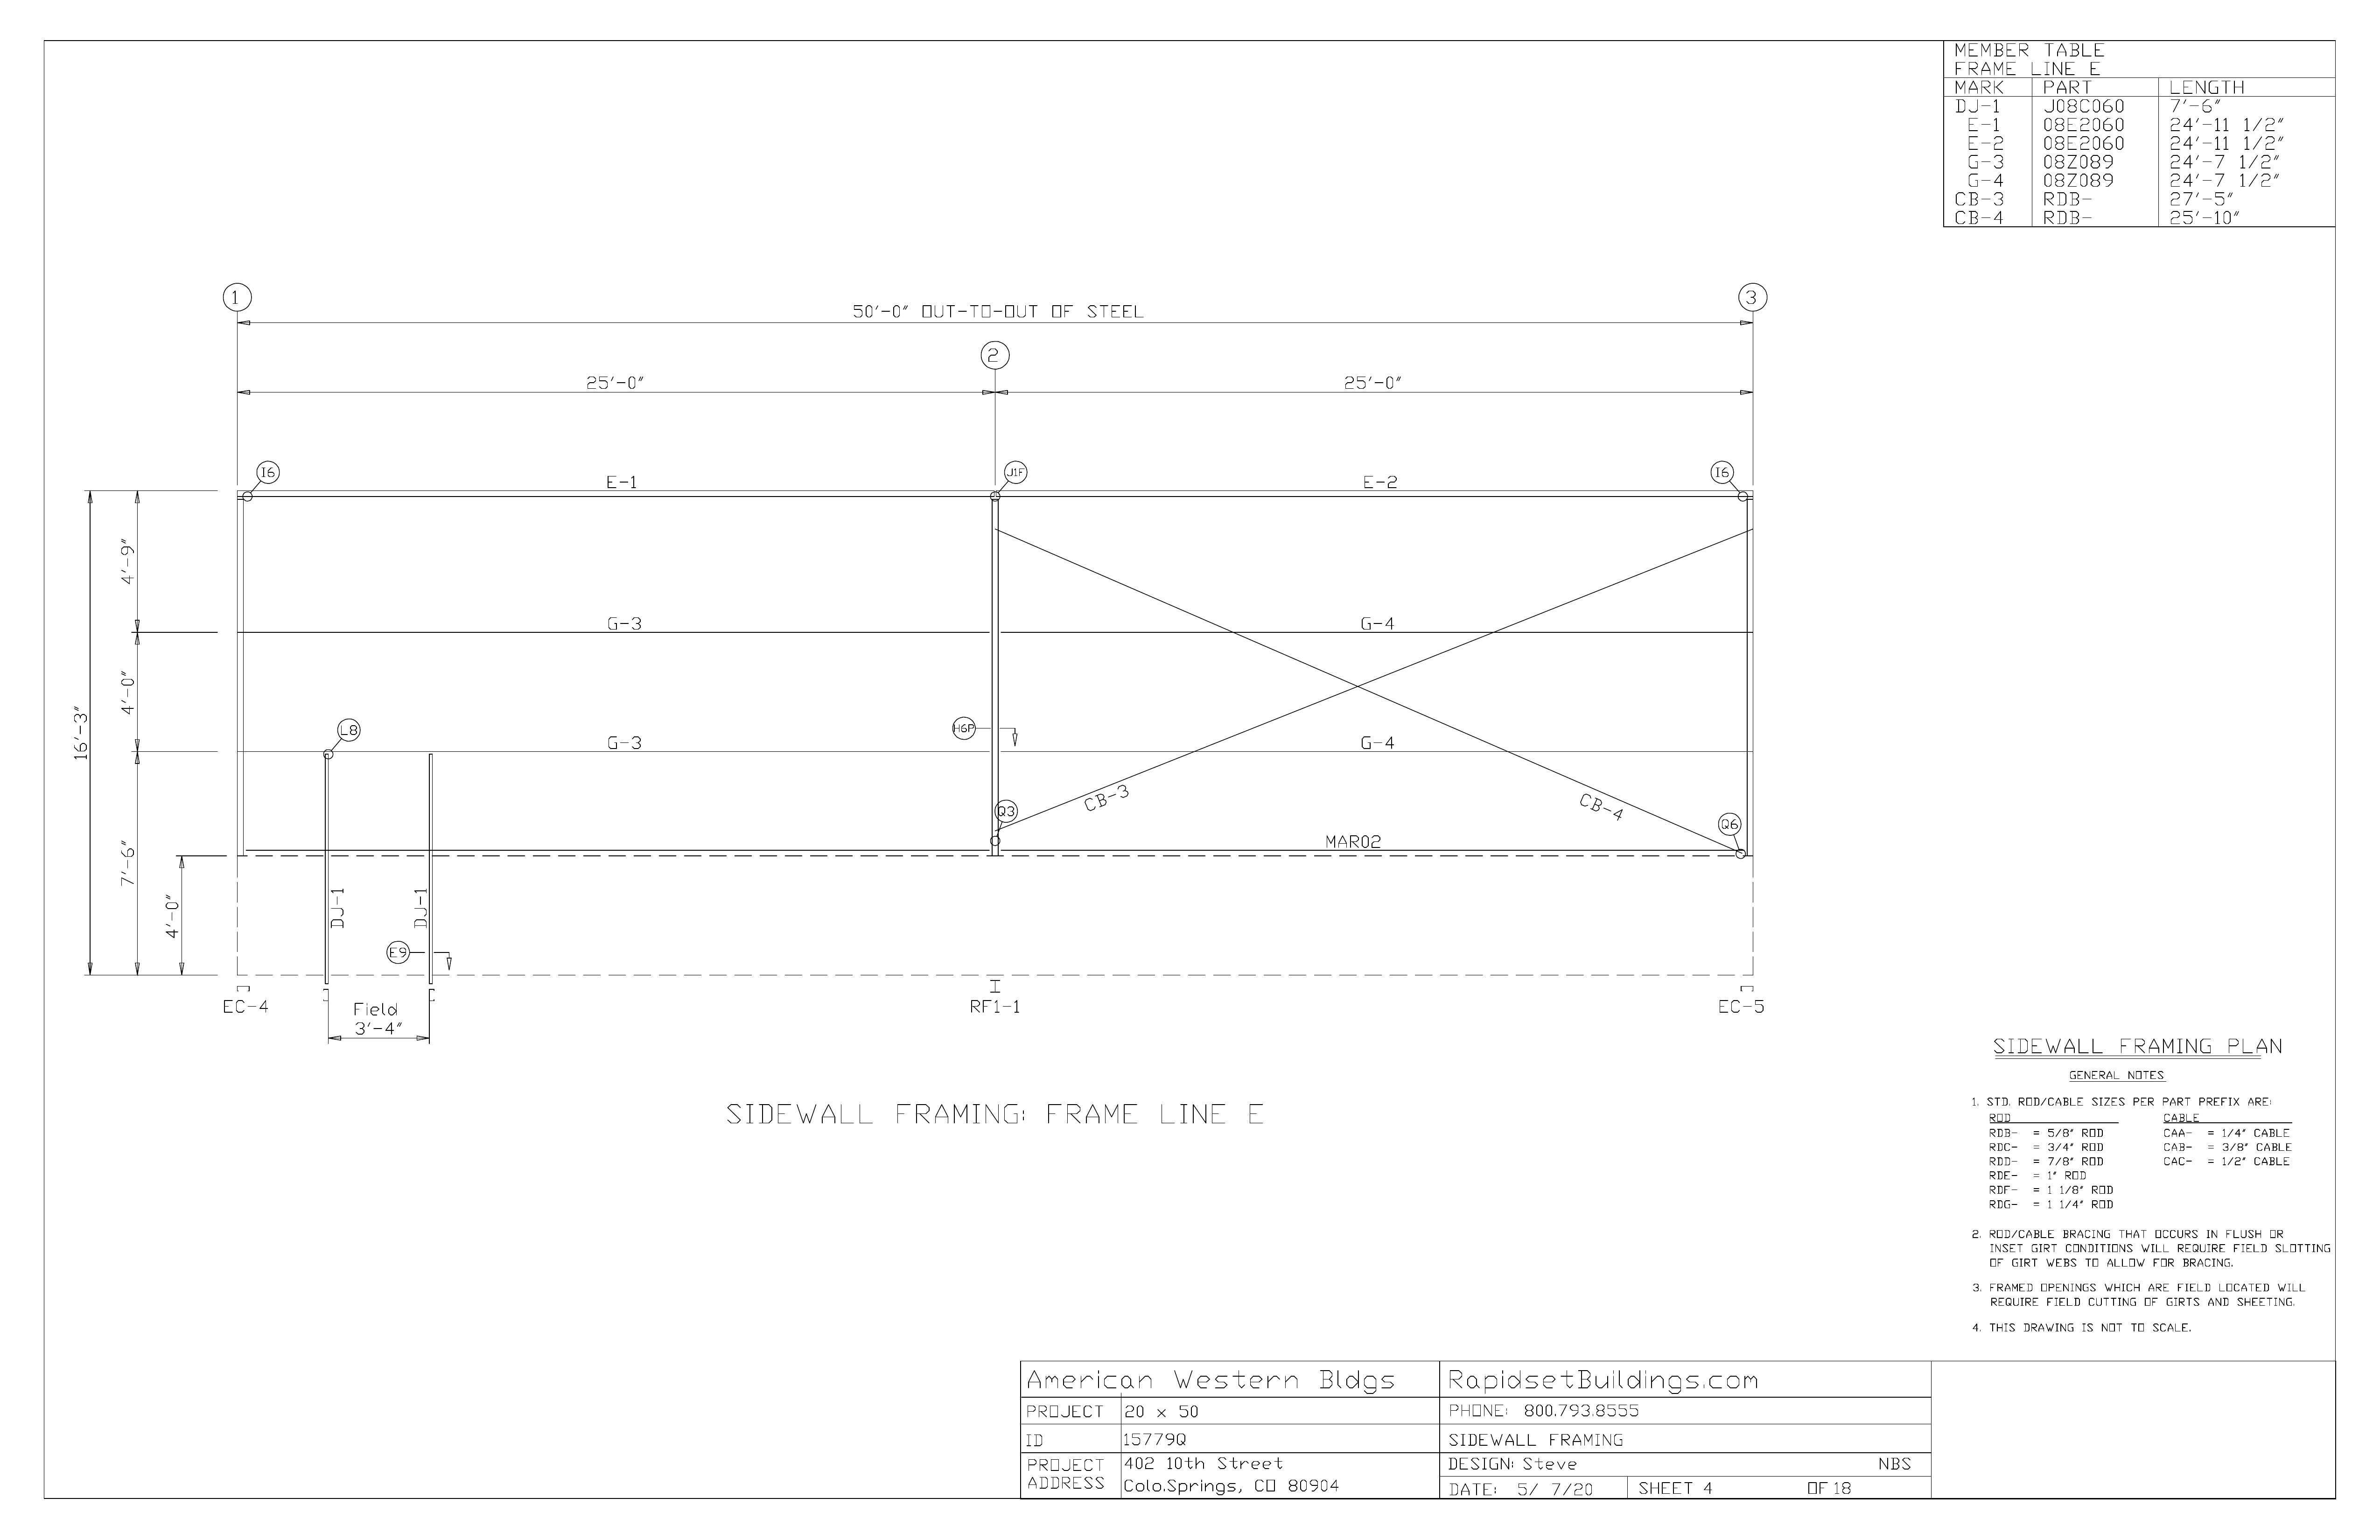 MEMBER TABLE
FRAME LINE E
MARK PART LENGTH
DJ-1 J08C060 7'-6"
E-1 08E2060 24'-11 1/2"
E-2 08E2060 24'-11 1/2"
G-3 08Z089 24'-7 1/2"
G-4 08Z089 24'-7 1/2"
CB-3 RDB- 27'-5"
CB-4 RDB- 25'-10"
1
3
50'-0" OUT-TO-OUT OF STEEL
2
25'-0" 25'-0"
I6 J1F I6
E-1 E-2
4'-9"
G-3 G-4
4'-0"
16'-3"
L8
H6P
G-3 G-4
CB-3 CB-4
Q3
Q6
MAR02
7'-6"
4'-0"
DJ-1 DJ-1
E9
EC-4 RF1-1 EC-5
Field
3'-4"
SIDEWALL FRAMING: FRAME LINE E
SIDEWALL FRAMING PLAN
GENERAL NOTES
1. STD. ROD/CABLE SIZES PER PART PREFIX ARE:
ROD CABLE
RDB- = 5/8" ROD CAA- = 1/4" CABLE
RDC- = 3/4" ROD CAB- = 3/8" CABLE
RDD- = 7/8" ROD CAC- = 1/2" CABLE
RDE- = 1" ROD
RDF- = 1 1/8" ROD
RDG- = 1 1/4" ROD
2. ROD/CABLE BRACING THAT OCCURS IN FLUSH OR
INSET GIRT CONDITIONS WILL REQUIRE FIELD SLOTTING
OF GIRT WEBS TO ALLOW FOR BRACING.
3. FRAMED OPENINGS WHICH ARE FIELD LOCATED WILL
REQUIRE FIELD CUTTING OF GIRTS AND SHEETING.
4. THIS DRAWING IS NOT TO SCALE.
American Western Bldgs RapidsetBuildings.com
PROJECT 20 x 50 PHONE: 800.793.8555
ID 15779Q SIDEWALL FRAMING
PROJECT 402 10th Street DESIGN: Steve NBS
ADDRESS Colo.Springs, CO 80904 DATE: 5/ 7/20 SHEET 4 OF 18